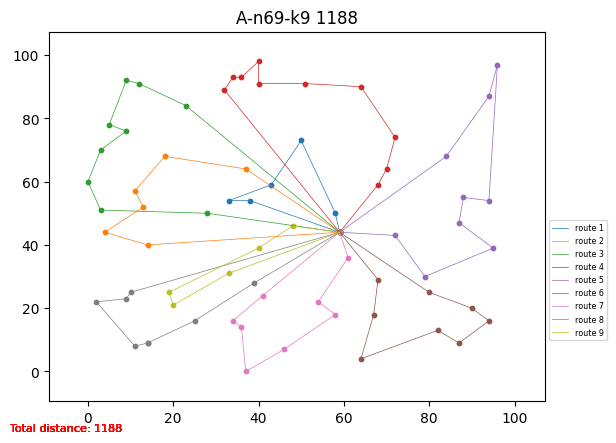 A-n69-k9 1188
100
80
60
40
20
0
0 20 40 60 80 100
route 1
route 2
route 3
route 4
route 5
route 6
route 7
route 8
route 9
Total distance: 1188